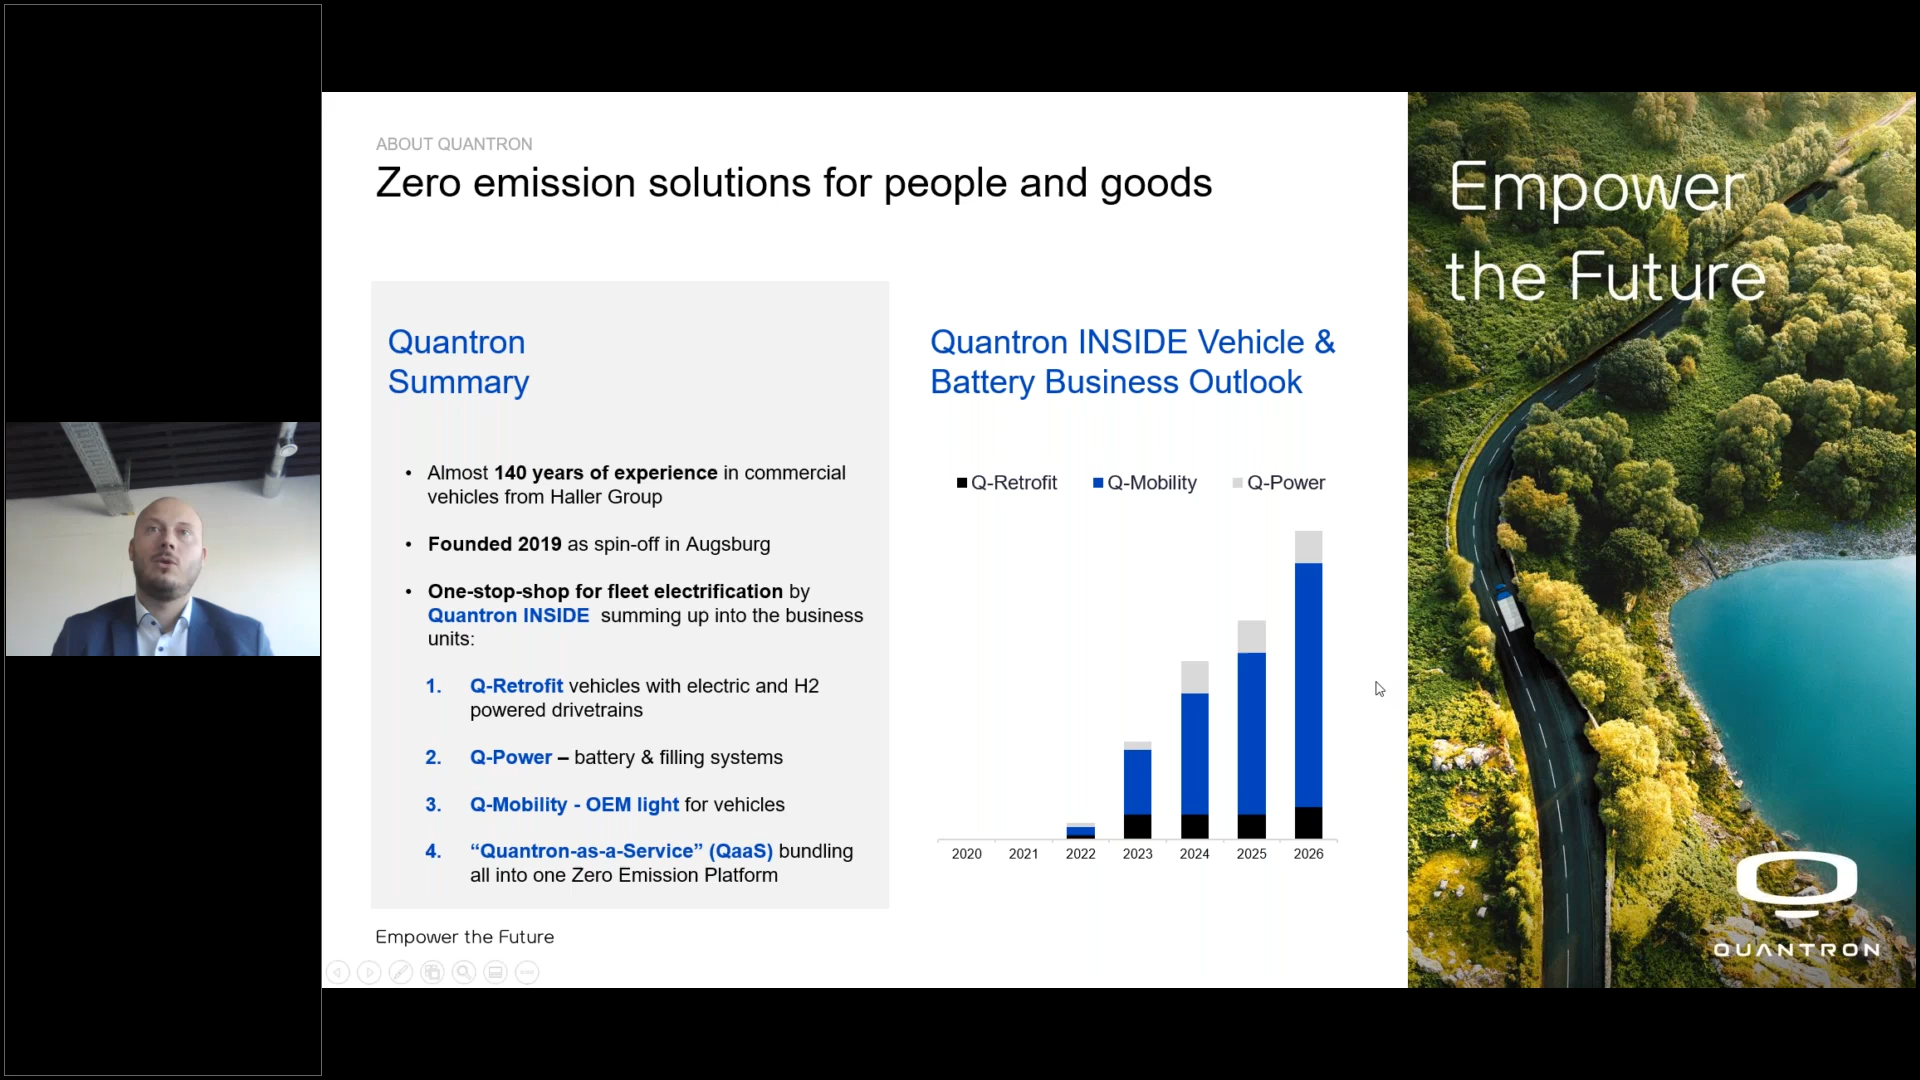 ABOUT QUANTRON
Zero emission solutions for people and goods
Quantron
Summary
• Almost 140 years of experience in commercial
vehicles from Haller Group
• Founded 2019 as spin-off in Augsburg
• One-stop-shop for fleet electrification by
Quantron INSIDE summing up into the business
units:
1. Q-Retrofit vehicles with electric and H2
powered drivetrains
2. Q-Power – battery & filling systems
3. Q-Mobility - OEM light for vehicles
4. “Quantron-as-a-Service” (QaaS) bundling
all into one Zero Emission Platform
Empower the Future
Quantron INSIDE Vehicle &
Battery Business Outlook
Q-Retrofit Q-Mobility Q-Power
2020 2021 2022 2023 2024 2025 2026
Empower
the Future
QUANTRON